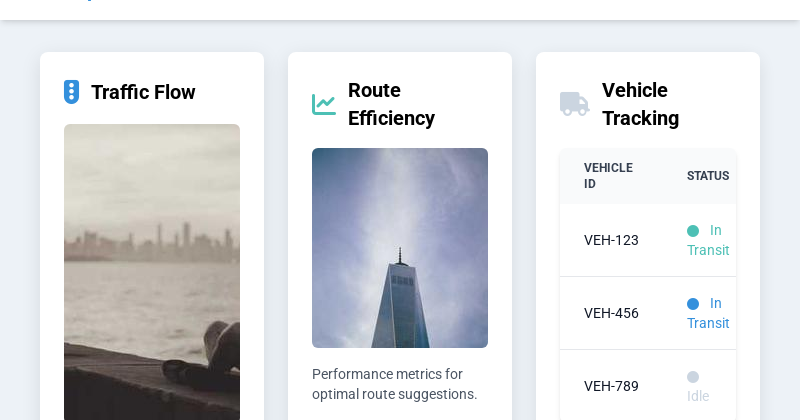 Traffic Flow
Route
Efficiency
Performance metrics for
optimal route suggestions.
Vehicle
Tracking
VEHICLE
ID
STATUS
VEH-123
In
Transit
VEH-456
In
Transit
VEH-789
Idle